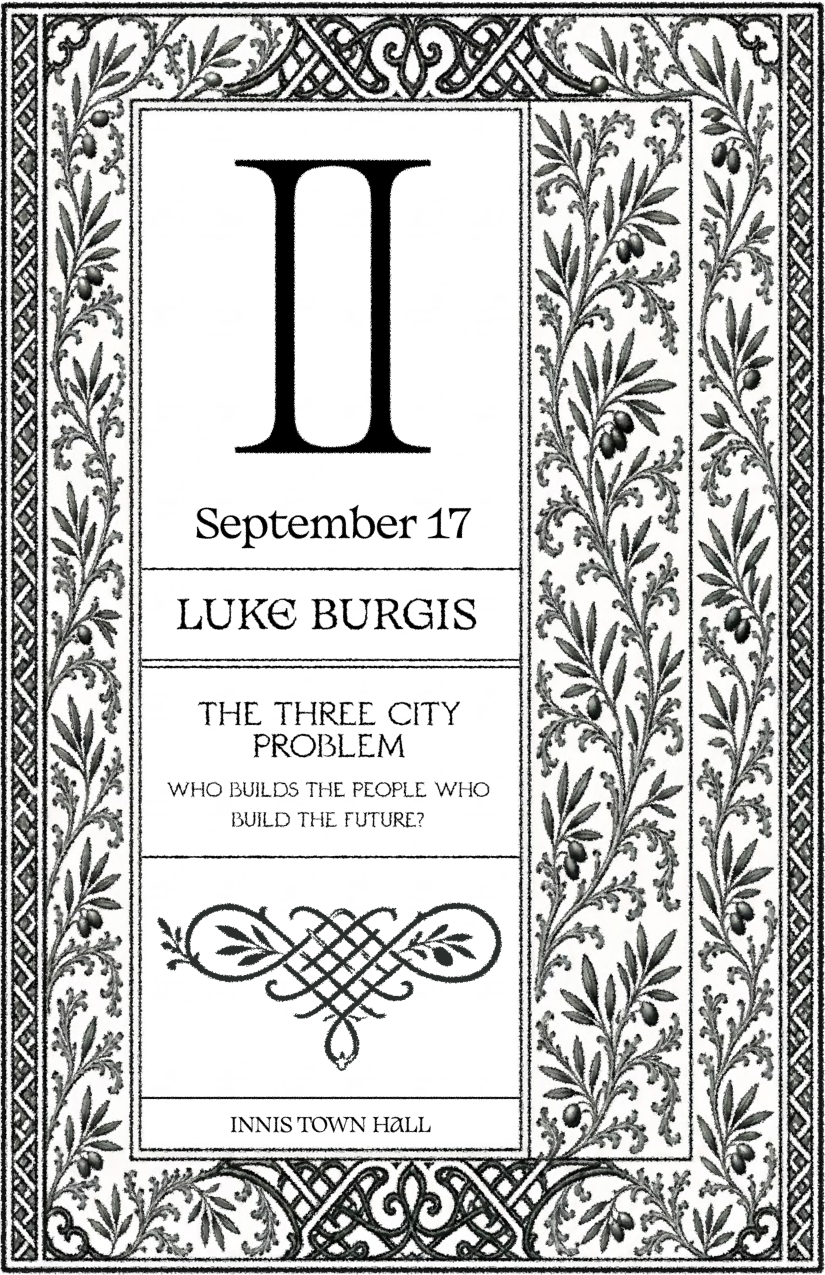 II
September 17
LUKE BURGIS
THE THREE CITY
PROBLEM
WHO BUILDS THE PEOPLE WHO
BUILD THE FUTURE?
INNIS TOWN HALL